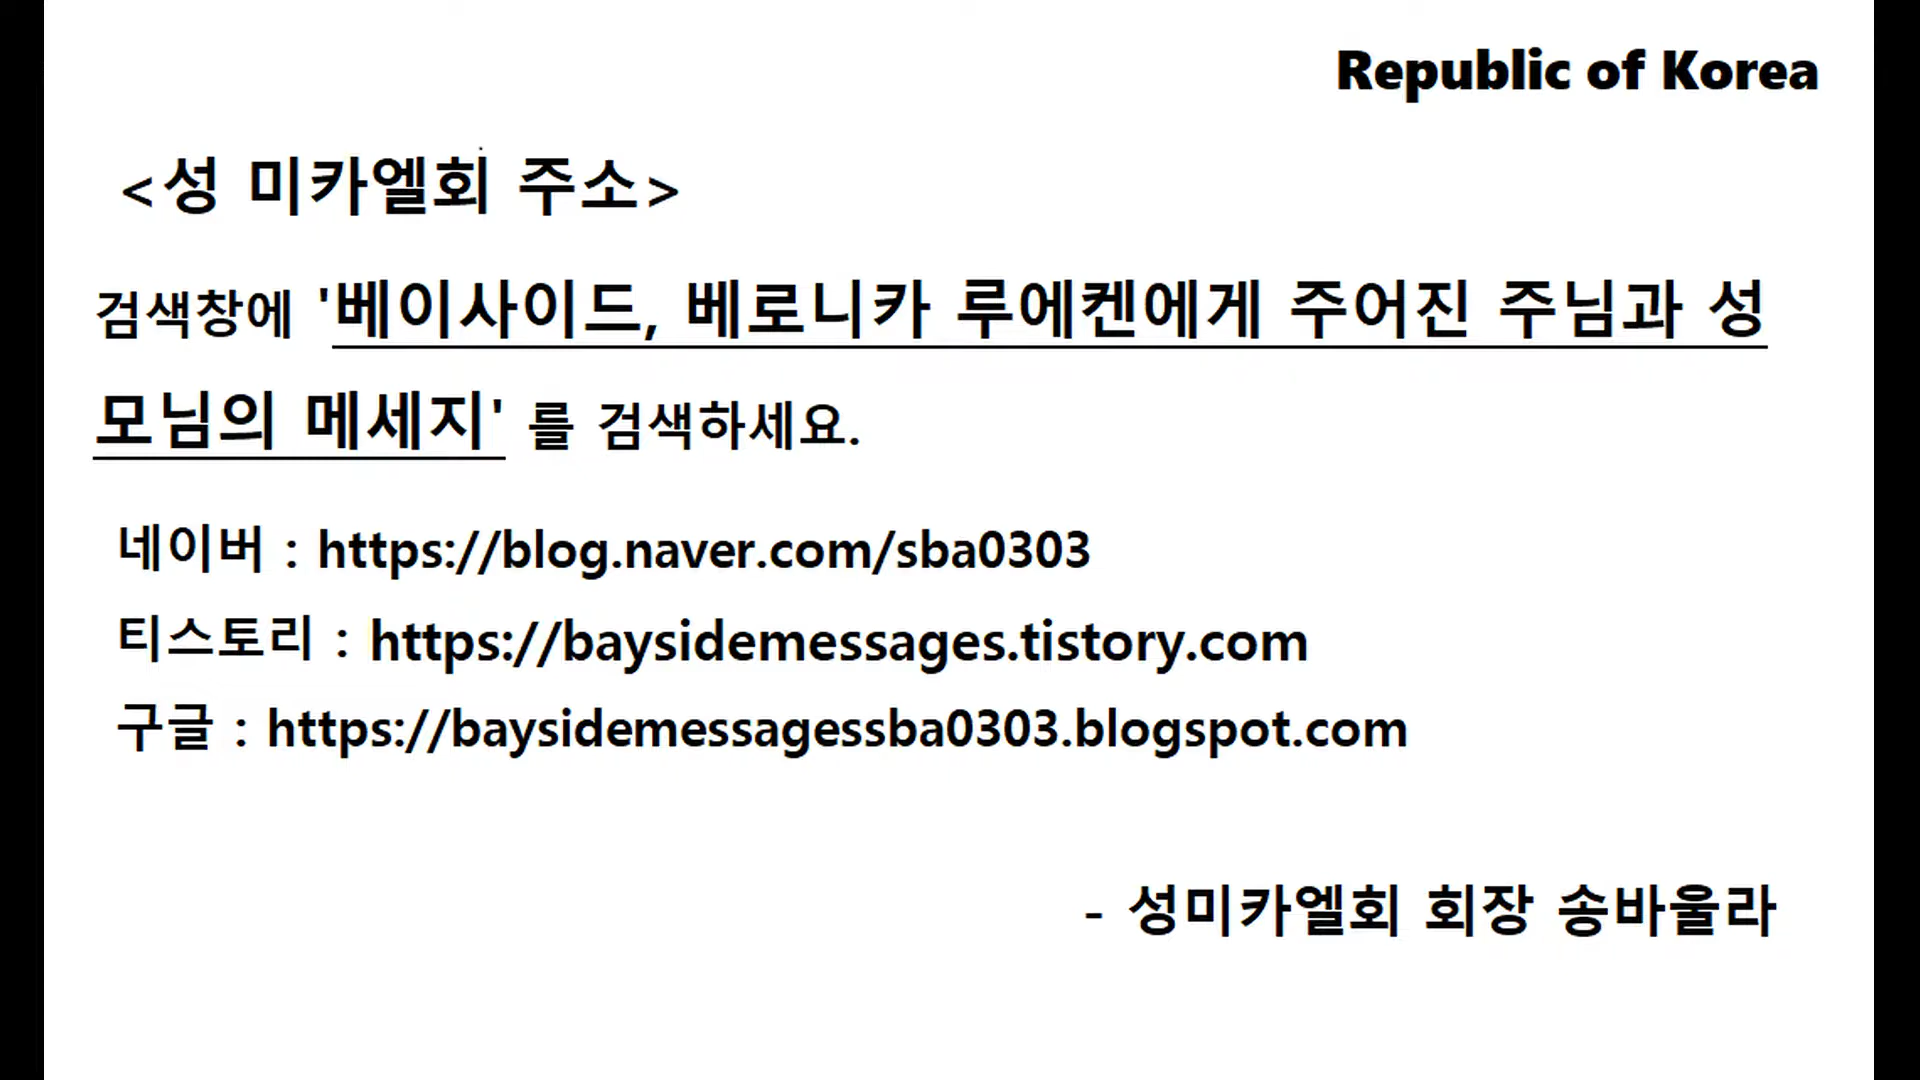 Republic of Korea
<성 미카엘회 주소>
검색창에 '베이사이드, 베로니카 루에켄에게 주어진 주님과 성
모님의 메세지' 를 검색하세요.
네이버 : https://blog.naver.com/sba0303
티스토리 : https://baysidemessages.tistory.com
구글 : https://baysidemessagessba0303.blogspot.com
- 성미카엘회 회장 송바울라